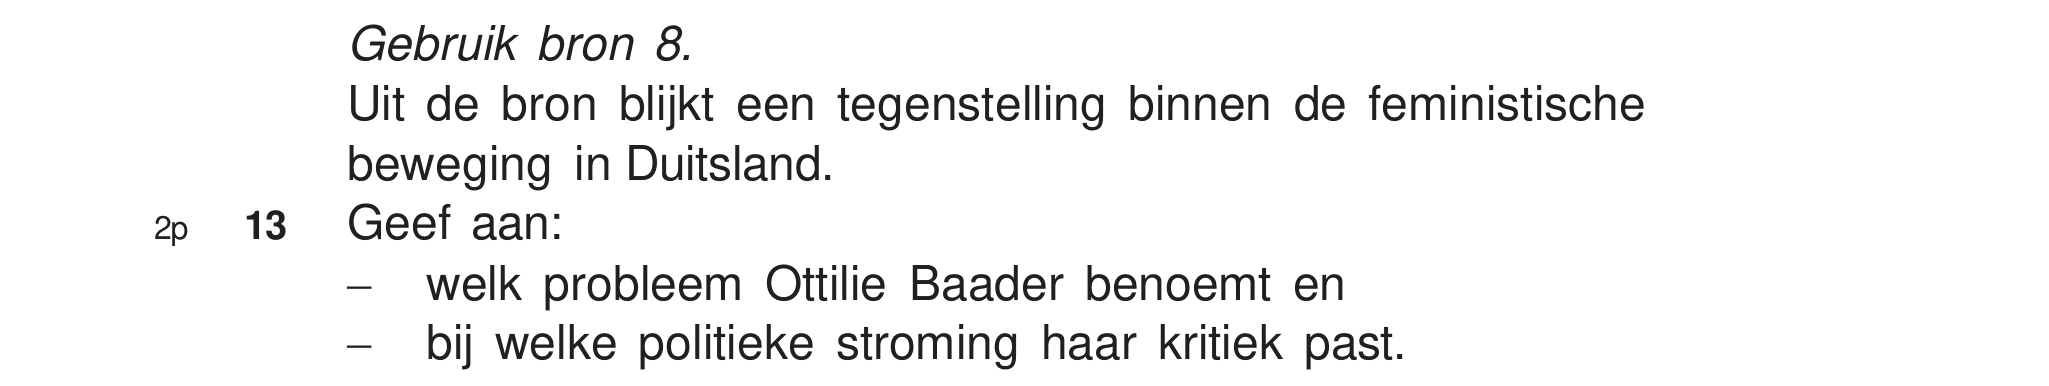 Gebruik bron 8.
Uit de bron blijkt een tegenstelling binnen de feministische
beweging in Duitsland.
2p 13 Geef aan:
– welk probleem Ottilie Baader benoemt en
– bij welke politieke stroming haar kritiek past.